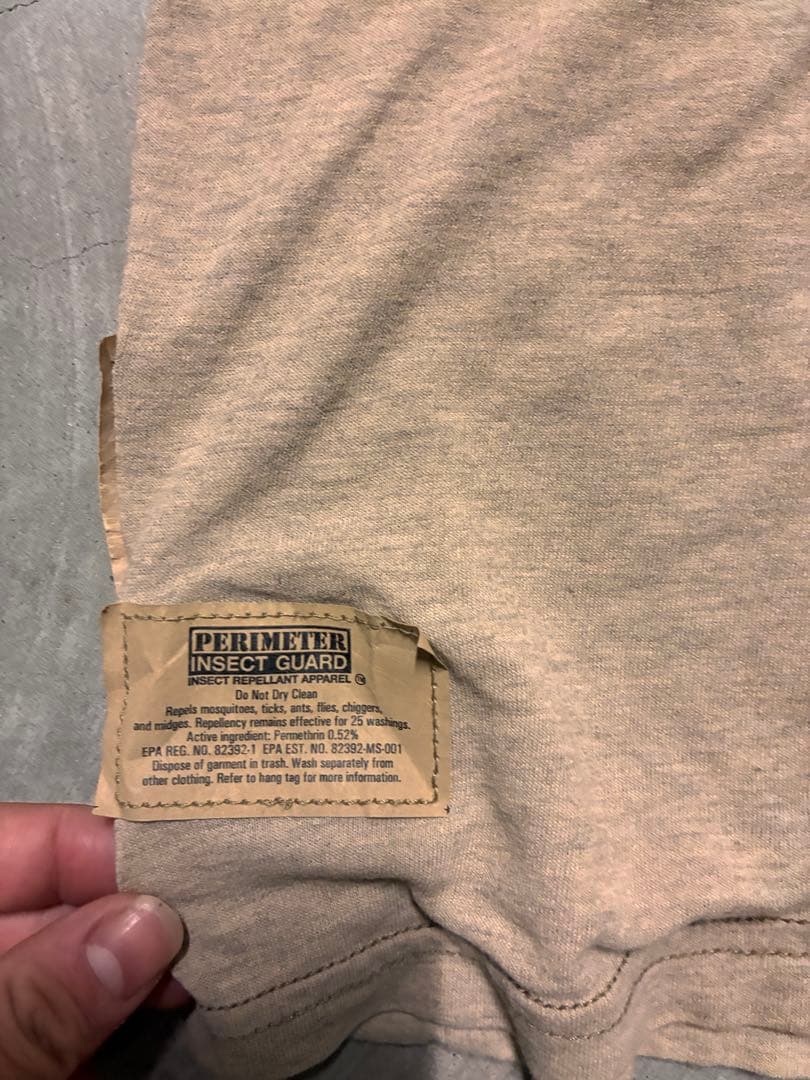 PERIMETER
INSECT GUARD
INSECT REPELLANT APPAREL ™
Do Not Dry Clean
Repels mosquitoes, ticks, ants, flies, chiggers,
and midges. Repellency remains effective for 25 washings.
Active ingredient: Permethrin 0.52%
EPA REG. NO. 82392-1 EPA EST. NO. 82392-MS-001
Dispose of garment in trash. Wash separately from
other clothing. Refer to hang tag for more information.